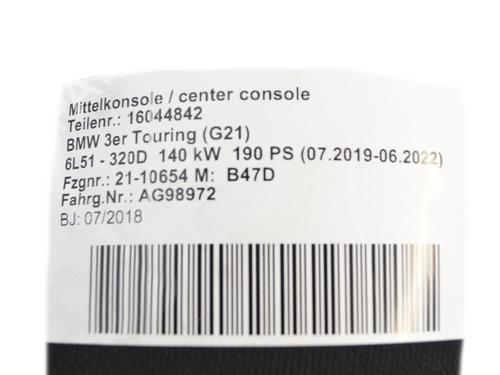 Mittelkonsole / center console
Teilenr.: 16044842
BMW 3er Touring (G21)
6L51 - 320D 140 kW 190 PS (07.2019-06.2022)
Fzgnr.: 21-10654 M: B47D
Fahrg.Nr.: AG98972
BJ: 07/2018